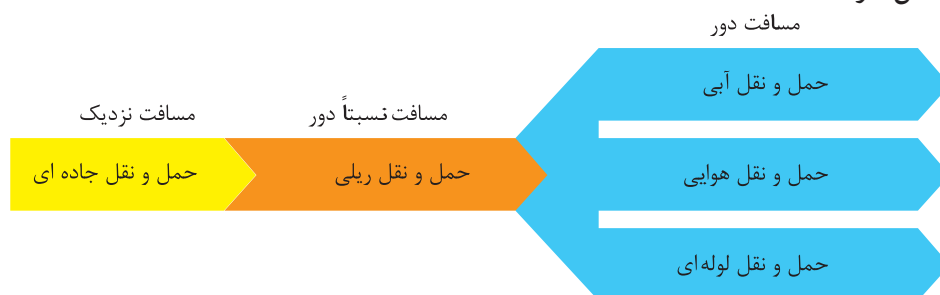 مسافت دور
حمل و نقل آبی
مسافت نسبتاً دور
مسافت نزدیک
حمل و نقل هوایی
حمل و نقل ریلی
حمل و نقل جاده ای
حمل و نقل لوله‌ای